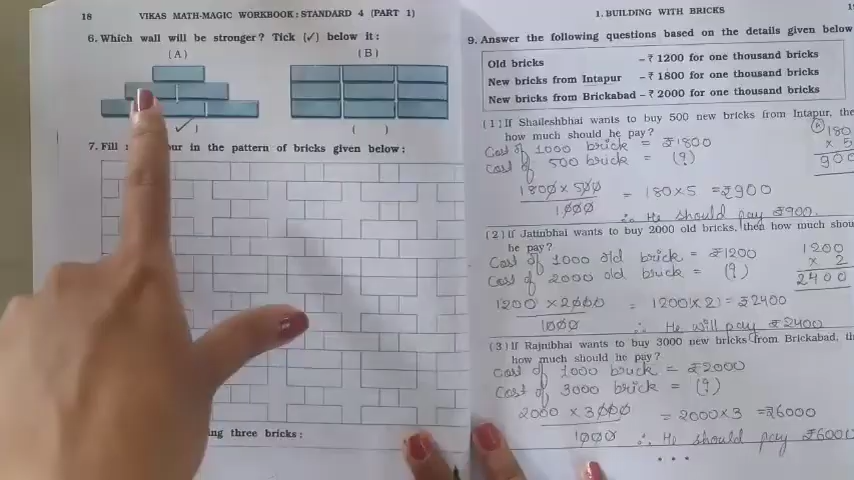 18 VIKAS MATH-MAGIC WORKBOOK : STANDARD 4 (PART 1)
6. Which wall will be stronger? Tick (✓) below it :
(A) (B)
✓ ) ( )
7. Fill in the pattern of bricks given below :
ing three bricks :
1. BUILDING WITH BRICKS
9. Answer the following questions based on the details given below
Old bricks – ₹ 1200 for one thousand bricks
New bricks from Intapur – ₹ 1800 for one thousand bricks
New bricks from Brickabad – ₹ 2000 for one thousand bricks
(1) If Shaileshbhai wants to buy 500 new bricks from Intapur, the
how much should he pay?
Cost of 1000 brick = ₹1800
Cost of 500 brick = (?)
180
× 5
900
1800 × 500 = 180×5 = ₹900
1000
∴ He should pay ₹900.
(2) If Jatinbhai wants to buy 2000 old bricks, then how much shou
he pay?
Cost of 1000 old brick = ₹1200
Cost of 2000 old brick = (?)
1200
× 2
2400
1200 × 2000 = 1200×2 = ₹2400
1000
∴ He will pay ₹2400
(3) If Rajnibhai wants to buy 3000 new bricks from Brickabad, th
how much should he pay?
Cost of 1000 brick = ₹2000
Cost of 3000 brick = (?)
2000 × 3000 = 2000×3 = ₹6000
1000
∴ He should pay ₹6000
• • •